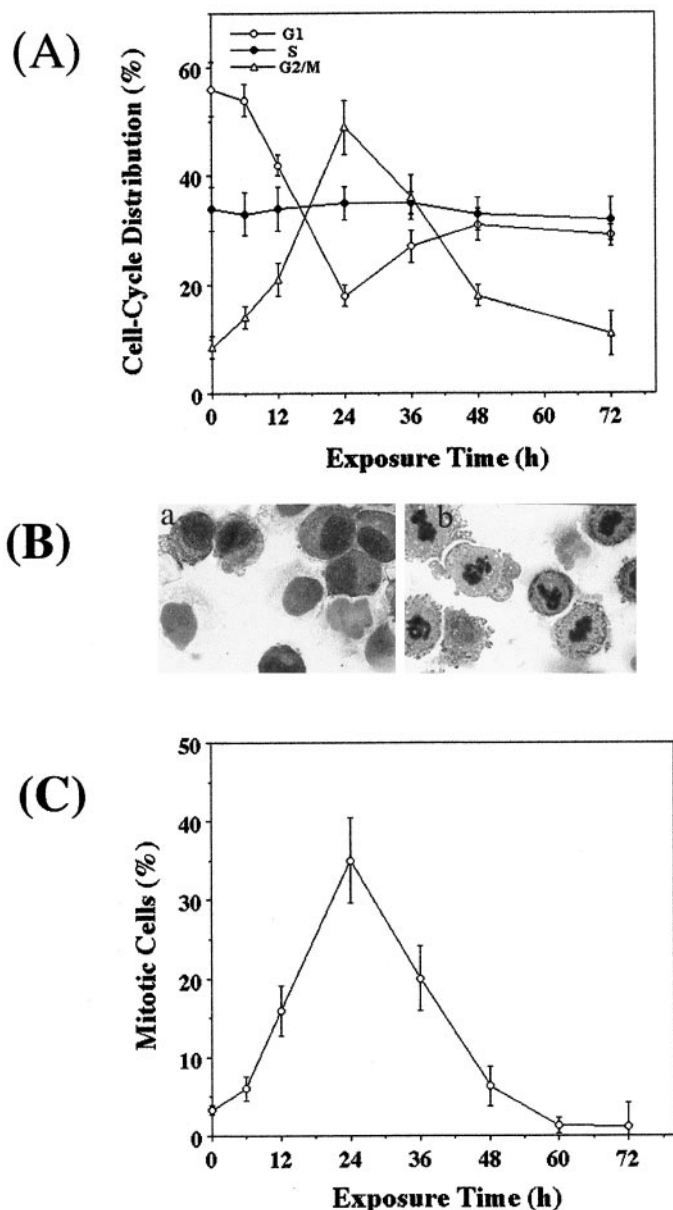 (A)
G1
S
G2/M
60
40
20
0
Cell-Cycle Distribution (%)
0 12 24 36 48 60 72
Exposure Time (h)
(B)
a
b
(C)
50
40
30
20
10
0
Mitotic Cells (%)
0 12 24 36 48 60 72
Exposure Time (h)